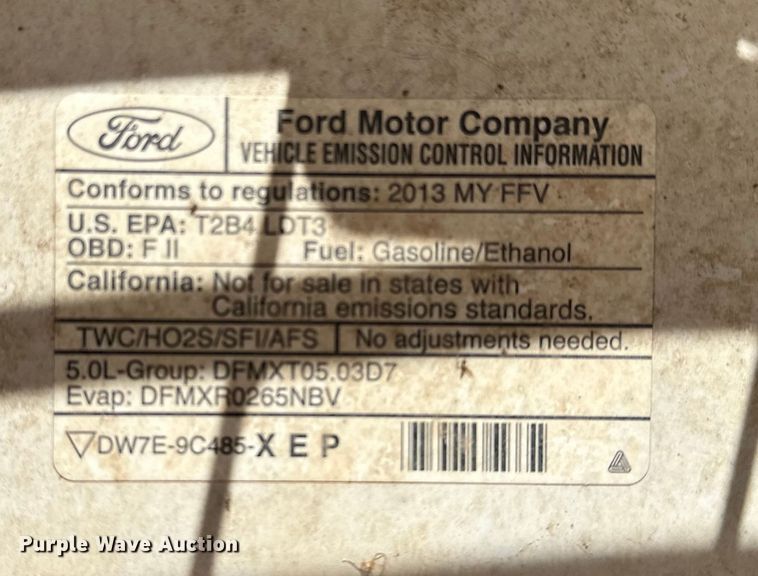 Ford
Ford Motor Company
VEHICLE EMISSION CONTROL INFORMATION
Conforms to regulations: 2013 MY FFV
U.S. EPA: T2B4 LDT3
OBD: F II Fuel: Gasoline/Ethanol
California: Not for sale in states with
California emissions standards.
TWC/HO2S/SFI/AFS No adjustments needed.
5.0L-Group: DFMXT05.03D7
Evap: DFMXR0265NBV
DW7E-9C485-X E P
Purple Wave Auction